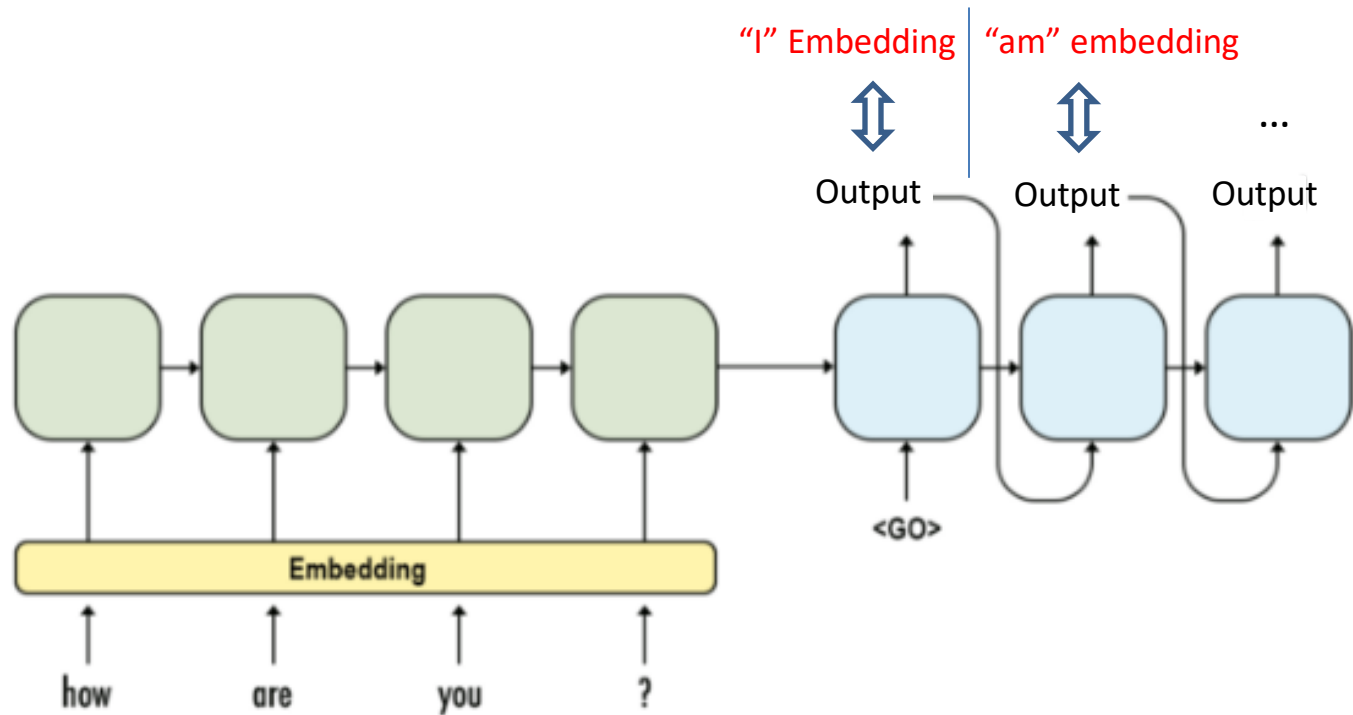 “I” Embedding “am” embedding
...
Output Output Output
<GO>
Embedding
how are you ?